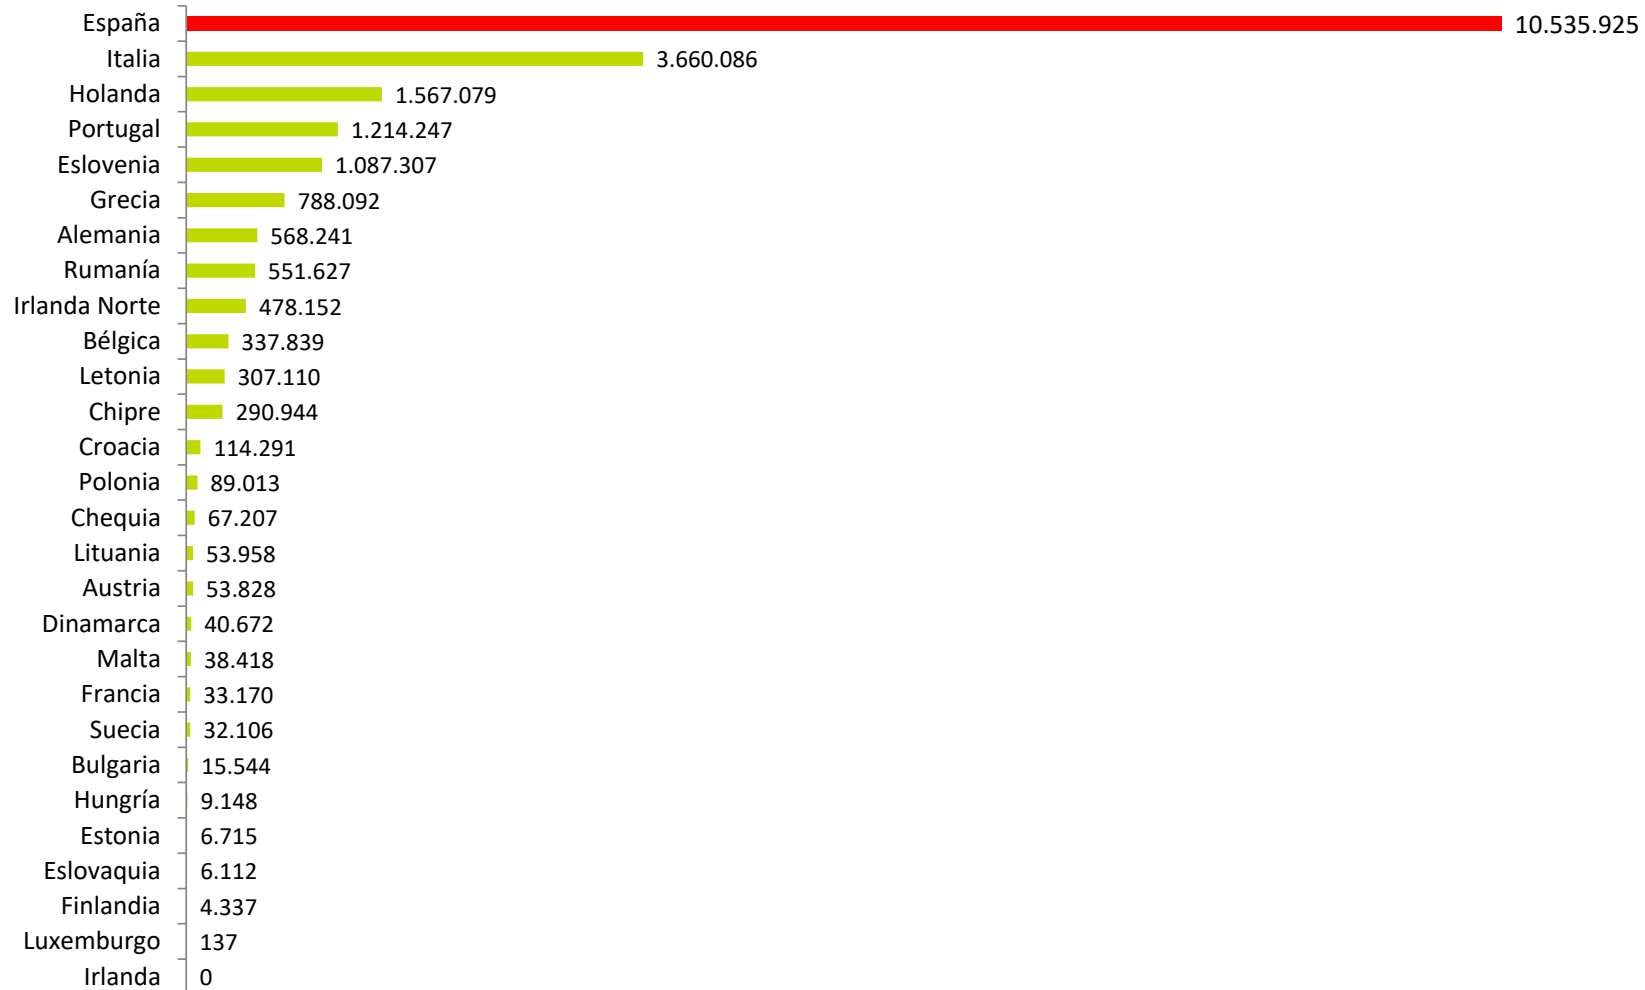 España 10.535.925
Italia 3.660.086
Holanda 1.567.079
Portugal 1.214.247
Eslovenia 1.087.307
Grecia 788.092
Alemania 568.241
Rumanía 551.627
Irlanda Norte 478.152
Bélgica 337.839
Letonia 307.110
Chipre 290.944
Croacia 114.291
Polonia 89.013
Chequia 67.207
Lituania 53.958
Austria 53.828
Dinamarca 40.672
Malta 38.418
Francia 33.170
Suecia 32.106
Bulgaria 15.544
Hungría 9.148
Estonia 6.715
Eslovaquia 6.112
Finlandia 4.337
Luxemburgo 137
Irlanda 0